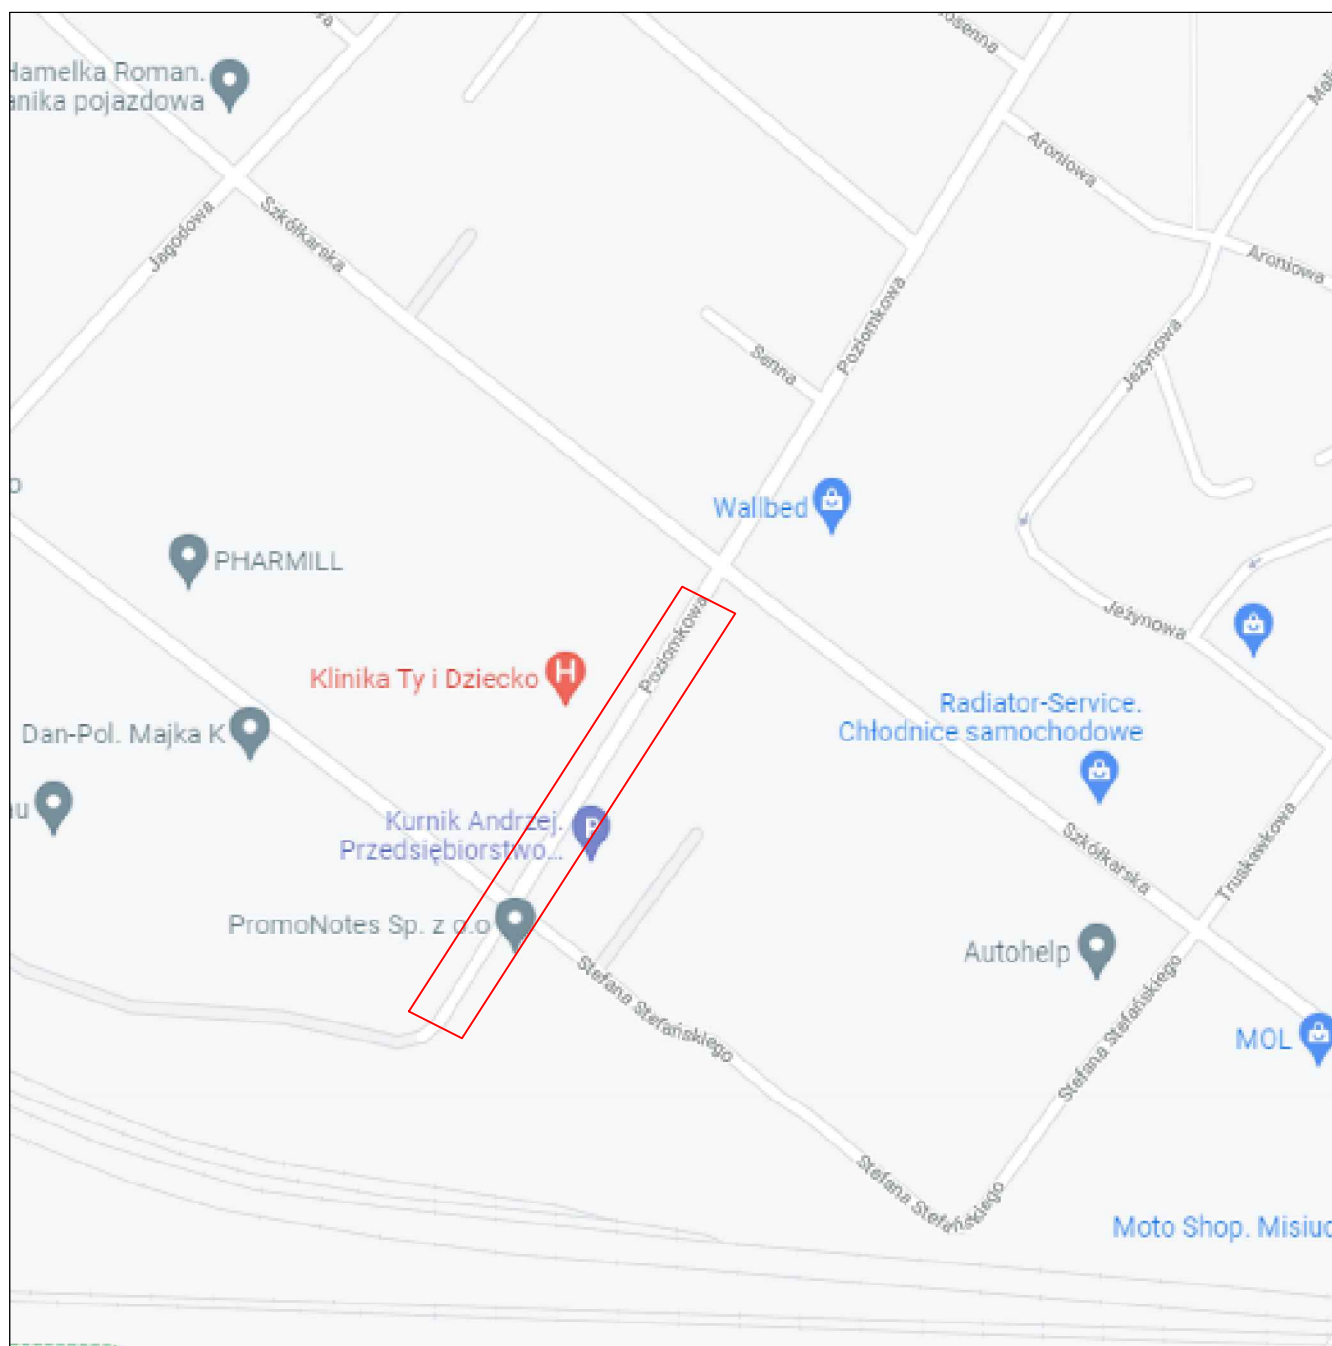 Hamelka Roman.
anika pojazdowa
Aroniowa
Jagodowa
Szkółkarska
Aroniowa
Poziomkowa
Jeżynowa
Senna
Wallbed
PHARMILL
Jeżynowa
Poziomkowa
Klinika Ty i Dziecko
H
Radiator-Service.
Chłodnice samochodowe
Dan-Pol. Majka K
Kurnik Andrzej.
Przedsiębiorstwo...
P
Szkółkarska
Truskawkowa
PromoNotes Sp. z o.o
Autohelp
Stefana Stefańskiego
Stefana Stefańskiego
MOL
Stefana Stefańskiego
Moto Shop. Misiuc